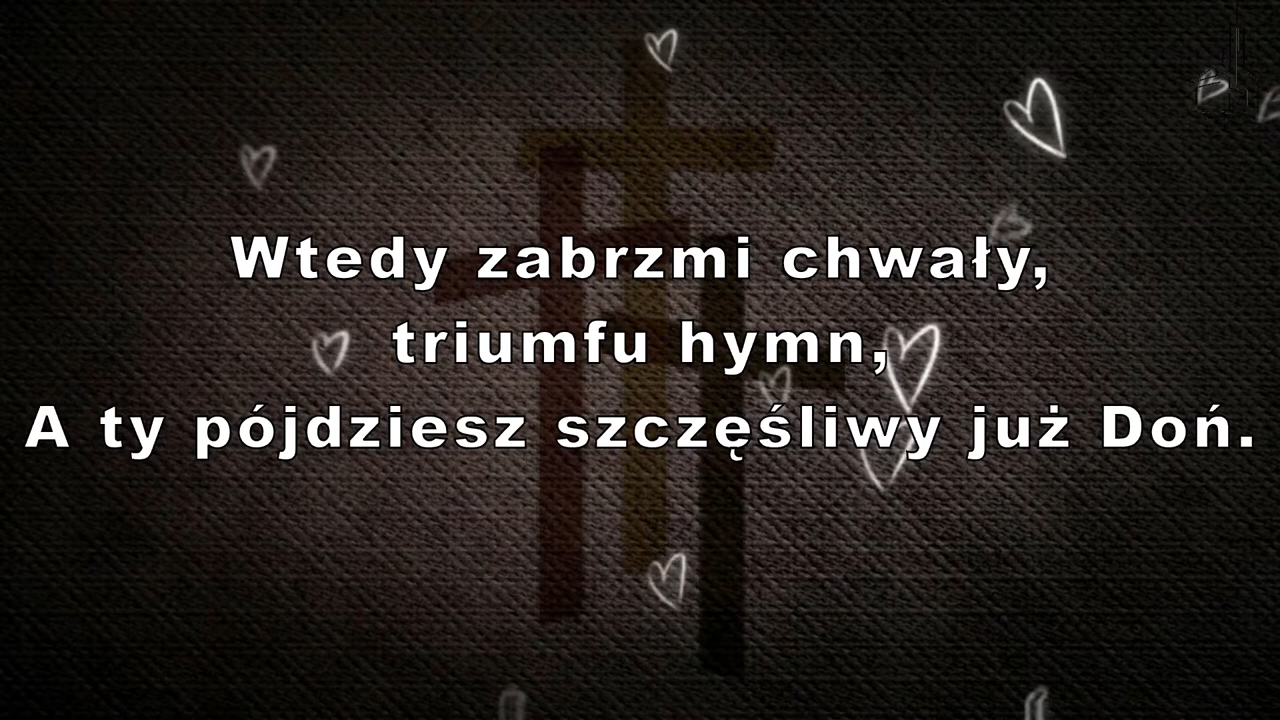 Wtedy zabrzmi chwały,
triumfu hymn,
A ty pójdziesz szczęśliwy już Doń.